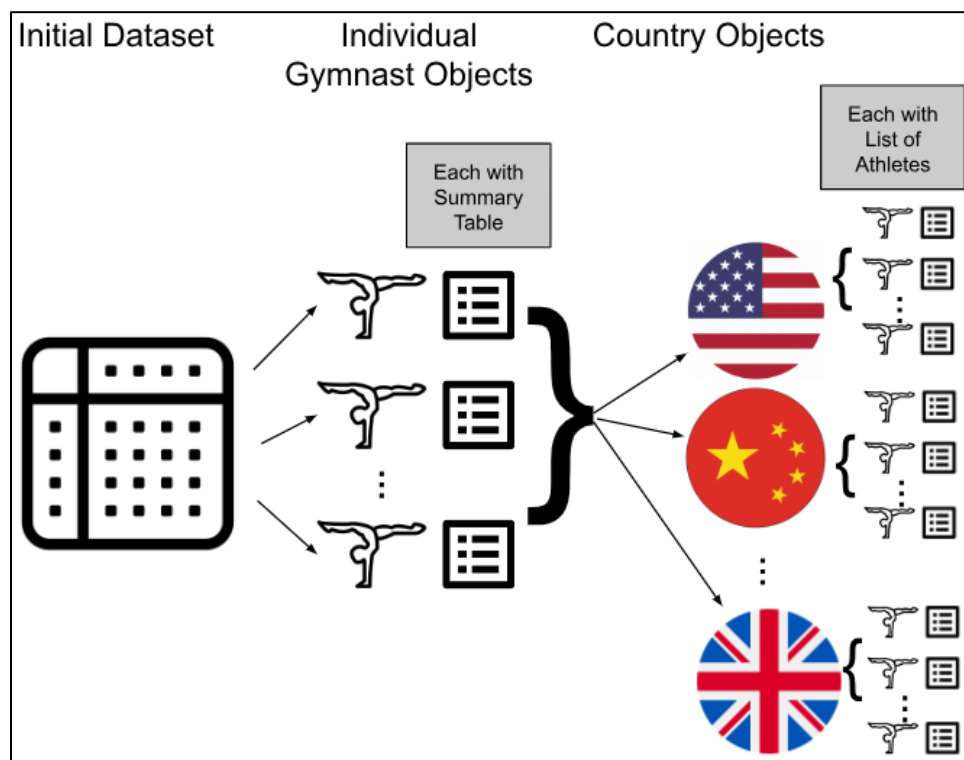 Initial Dataset
Individual
Gymnast Objects
Country Objects
Each with
Summary
Table
Each with
List of
Athletes